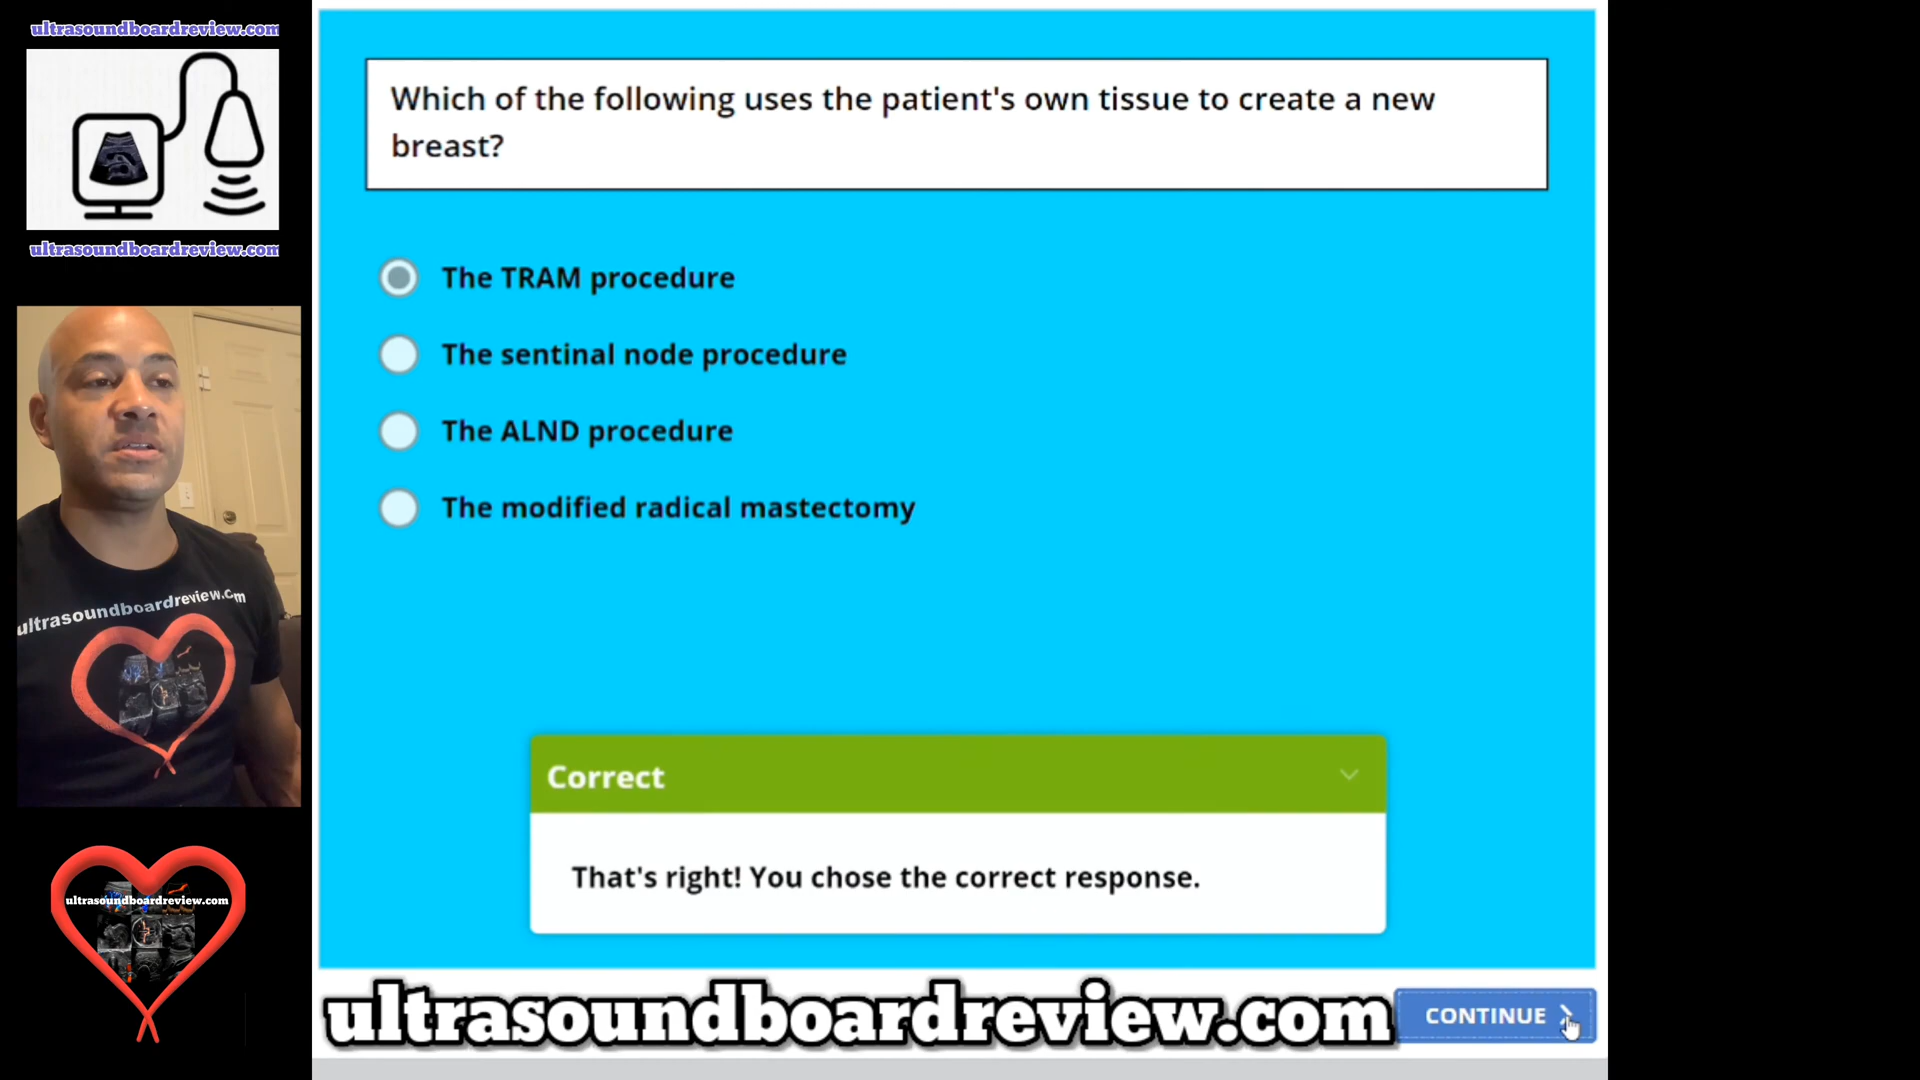 ultrasoundboardreview.com
ultrasoundboardreview.com
ultrasoundboardreview.com
ultrasoundboardreview.com
Which of the following uses the patient's own tissue to create a new
breast?
The TRAM procedure
The sentinal node procedure
The ALND procedure
The modified radical mastectomy
Correct
That's right! You chose the correct response.
ultrasoundboardreview.com
CONTINUE